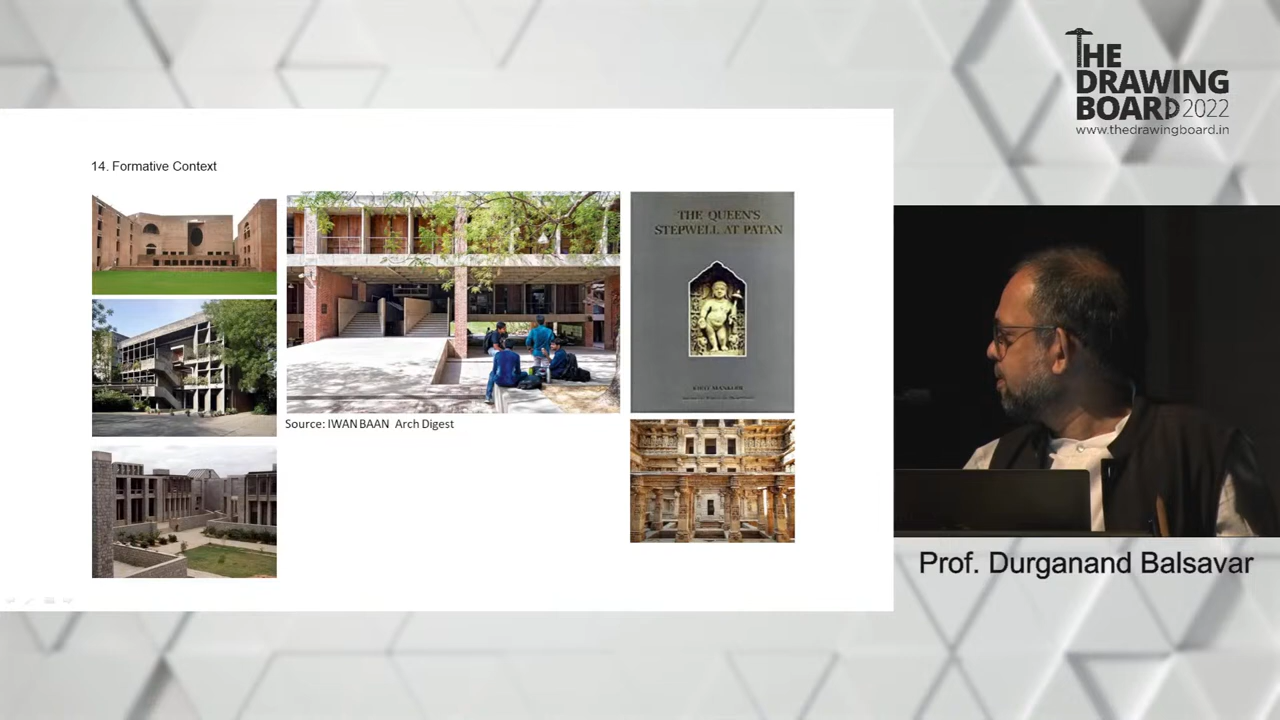 THE
DRAWING
BOARD 2022
www.thedrawingboard.in
14. Formative Context
THE QUEEN'S
STEPWELL AT PATAN
Source: IWAN BAAN Arch Digest
Prof. Durganand Balsavar